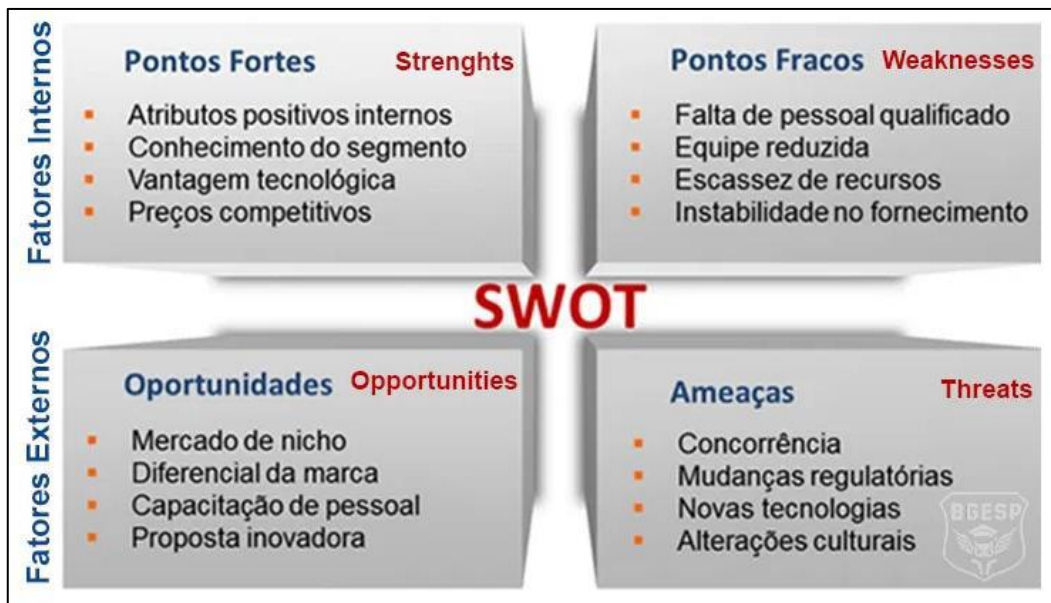 Fatores Internos
Pontos Fortes Strenghts
Atributos positivos internos
Conhecimento do segmento
Vantagem tecnológica
Preços competitivos
Pontos Fracos Weaknesses
Falta de pessoal qualificado
Equipe reduzida
Escassez de recursos
Instabilidade no fornecimento
SWOT
Fatores Externos
Oportunidades Opportunities
Mercado de nicho
Diferencial da marca
Capacitação de pessoal
Proposta inovadora
Ameaças Threats
Concorrência
Mudanças regulatórias
Novas tecnologias
Alterações culturais
BGESP